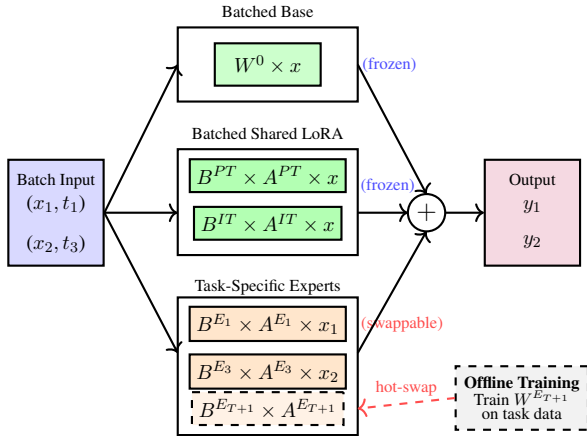 Batched Base
W^0 × x
(frozen)
Batched Shared LoRA
B^{PT} × A^{PT} × x
B^{IT} × A^{IT} × x
(frozen)
Batch Input
(x_1, t_1)
(x_2, t_3)
+
Output
y_1
y_2
Task-Specific Experts
B^{E_1} × A^{E_1} × x_1
(swappable)
B^{E_3} × A^{E_3} × x_2
B^{E_{T+1}} × A^{E_{T+1}}
hot-swap
Offline Training
Train W^{E_{T+1}}
on task data